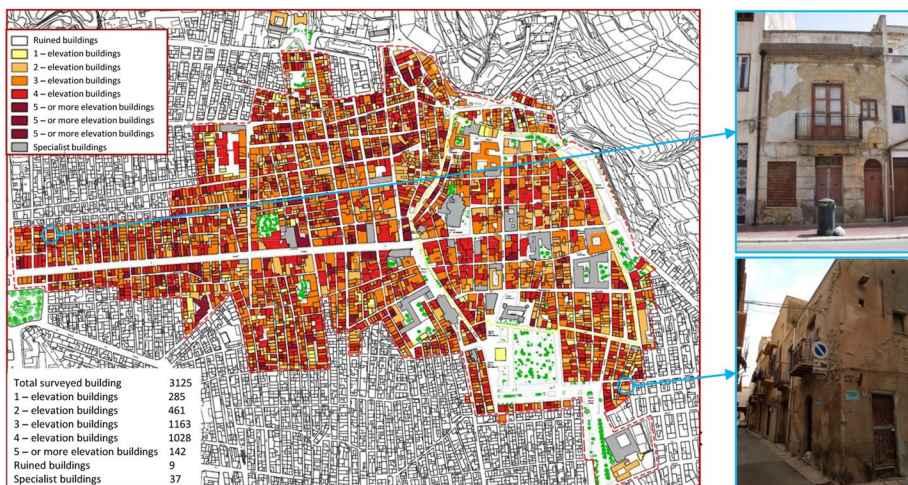 Ruined buildings
1 – elevation buildings
2 – elevation buildings
3 – elevation buildings
4 – elevation buildings
5 – or more elevation buildings
5 – or more elevation buildings
5 – or more elevation buildings
Specialist buildings
Total surveyed building 3125
1 – elevation buildings 285
2 – elevation buildings 461
3 – elevation buildings 1163
4 – elevation buildings 1028
5 – or more elevation buildings 142
Ruined buildings 9
Specialist buildings 37